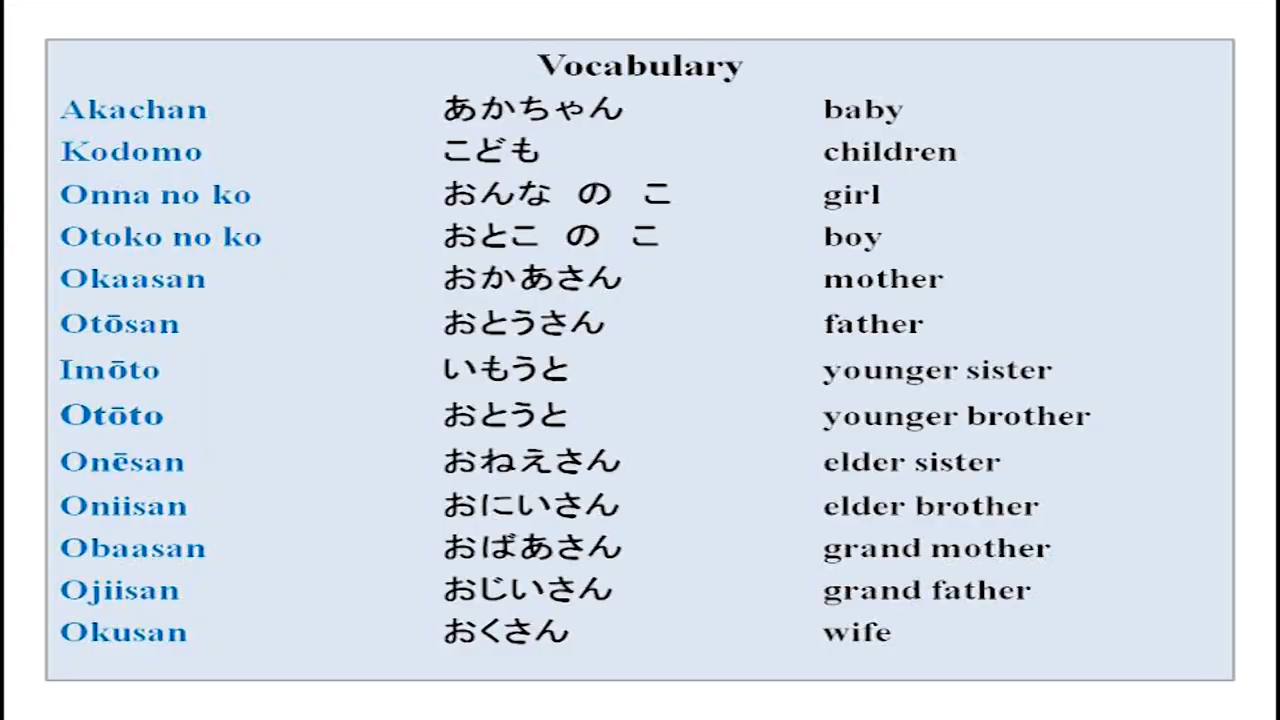 Vocabulary
Akachan あかちゃん baby
Kodomo こども children
Onna no ko おんな の こ girl
Otoko no ko おとこ の こ boy
Okaasan おかあさん mother
Otōsan おとうさん father
Imōto いもうと younger sister
Otōto おとうと younger brother
Onēsan おねえさん elder sister
Oniisan おにいさん elder brother
Obaasan おばあさん grand mother
Ojiisan おじいさん grand father
Okusan おくさん wife